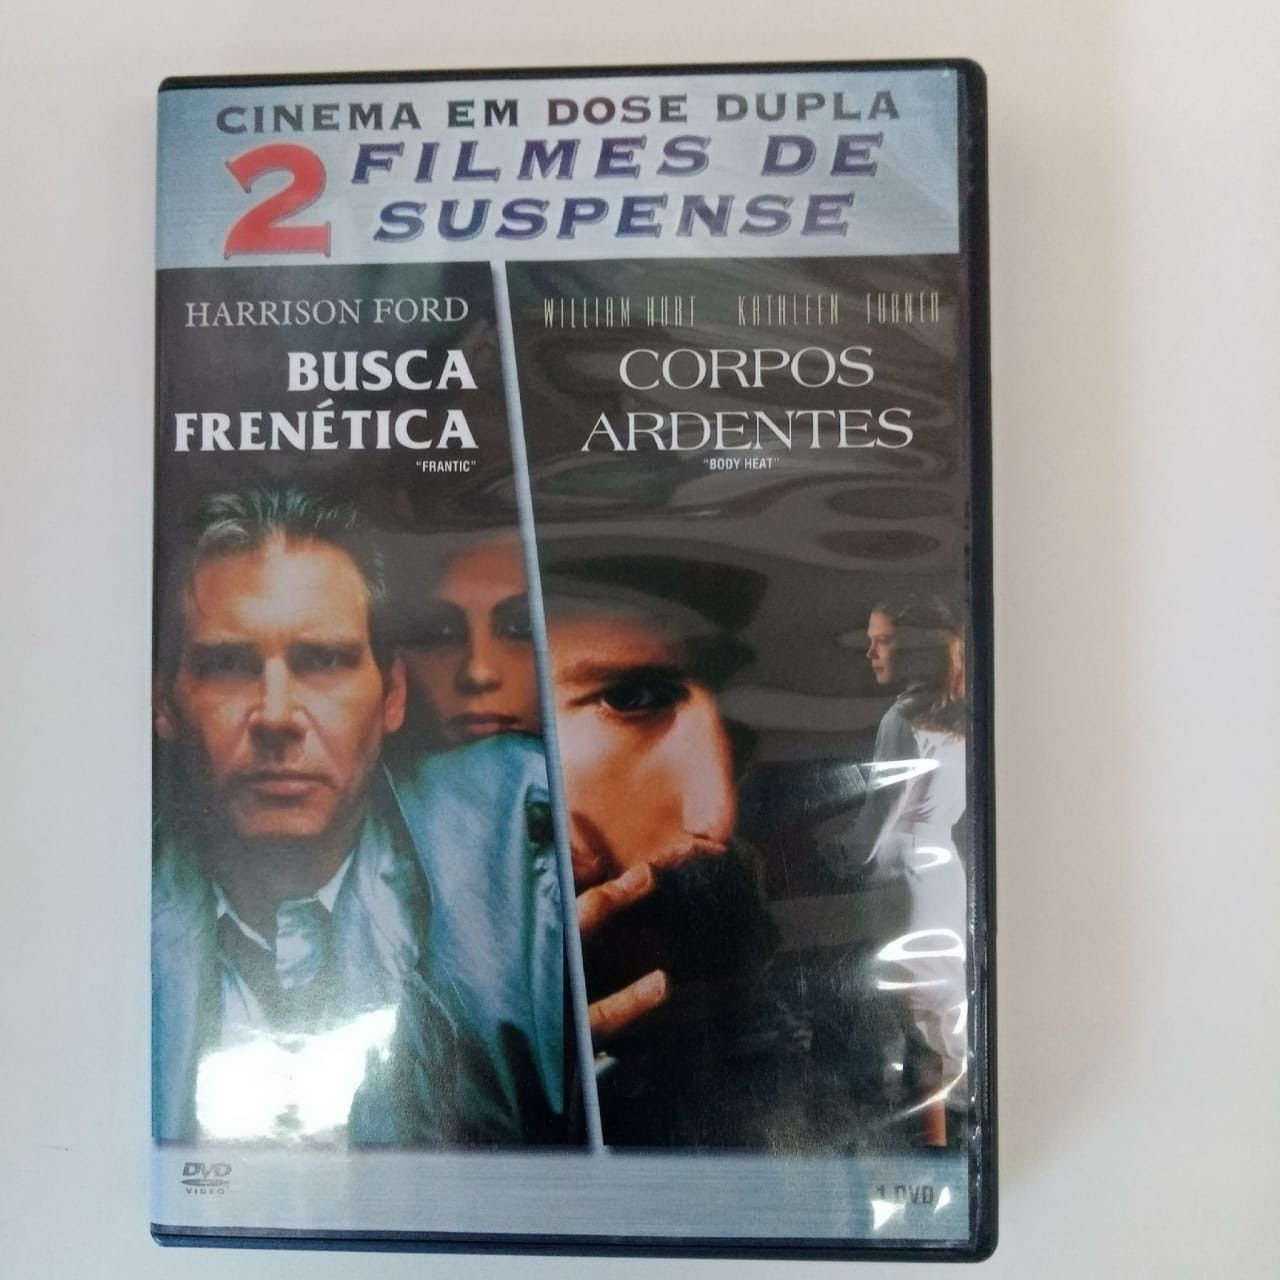 CINEMA EM DOSE DUPLA
2 FILMES DE
SUSPENSE
HARRISON FORD
BUSCA
FRENÉTICA
"FRANTIC"
WILLIAM HURT KATHLEEN TURNER
CORPOS
ARDENTES
"BODY HEAT"
DVD
VIDEO
1 DVD